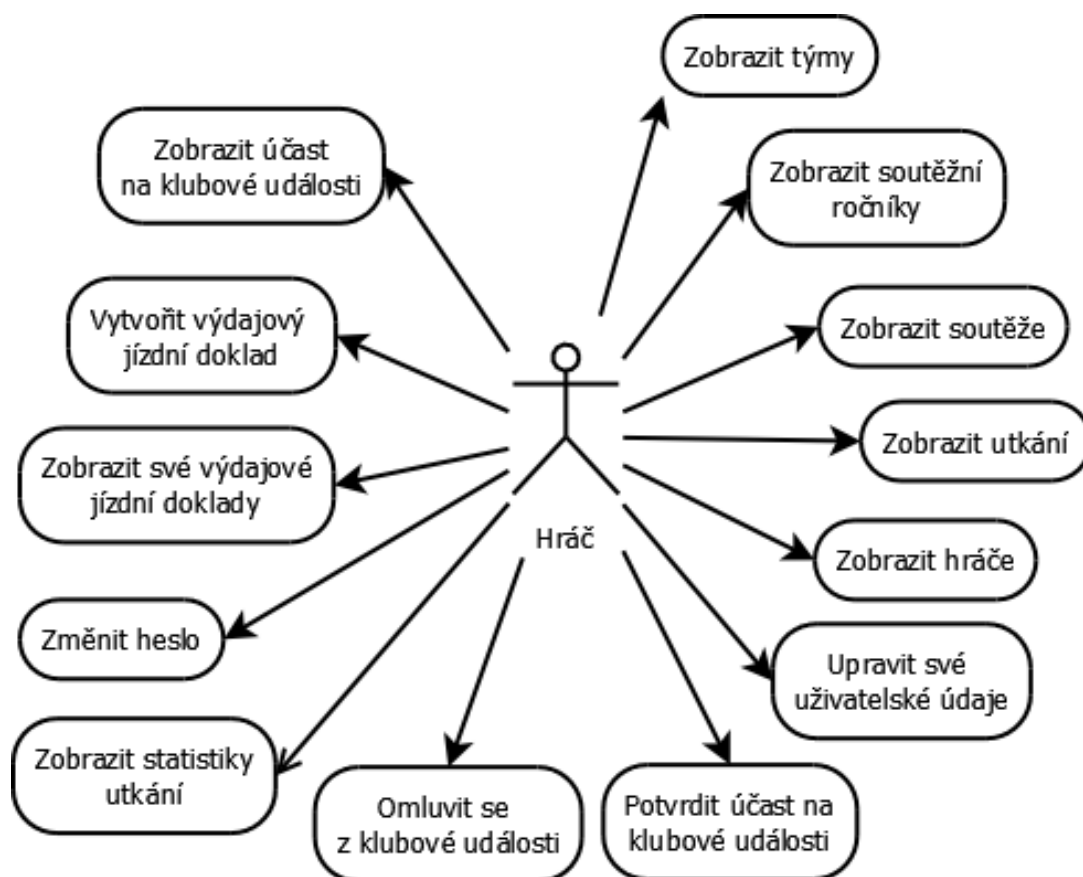 Zobrazit týmy
Zobrazit účast
na klubové události
Zobrazit soutěžní
ročníky
Vytvořit výdajový
jízdní doklad
Zobrazit soutěže
Zobrazit utkání
Zobrazit své výdajové
jízdní doklady
Hráč
Zobrazit hráče
Změnit heslo
Upravit své
uživatelské údaje
Zobrazit statistiky
utkání
Omluvit se
z klubové události
Potvrdit účast na
klubové události